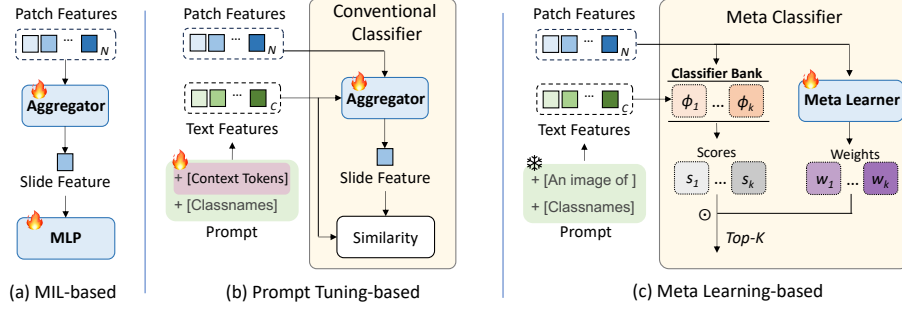 Patch Features
... N
Aggregator
Slide Feature
MLP
(a) MIL-based
Conventional
Classifier
Patch Features
... N
Aggregator
... C
Text Features
+ [Context Tokens]
+ [Classnames]
Prompt
Slide Feature
Similarity
(b) Prompt Tuning-based
Meta Classifier
Patch Features
... N
Classifier Bank
ϕ1 ... ϕk
Meta Learner
... C
Text Features
+ [An image of ]
+ [Classnames]
Prompt
Scores
s1 ... sk
Weights
w1 ... wk
⊙
Top-K
(c) Meta Learning-based